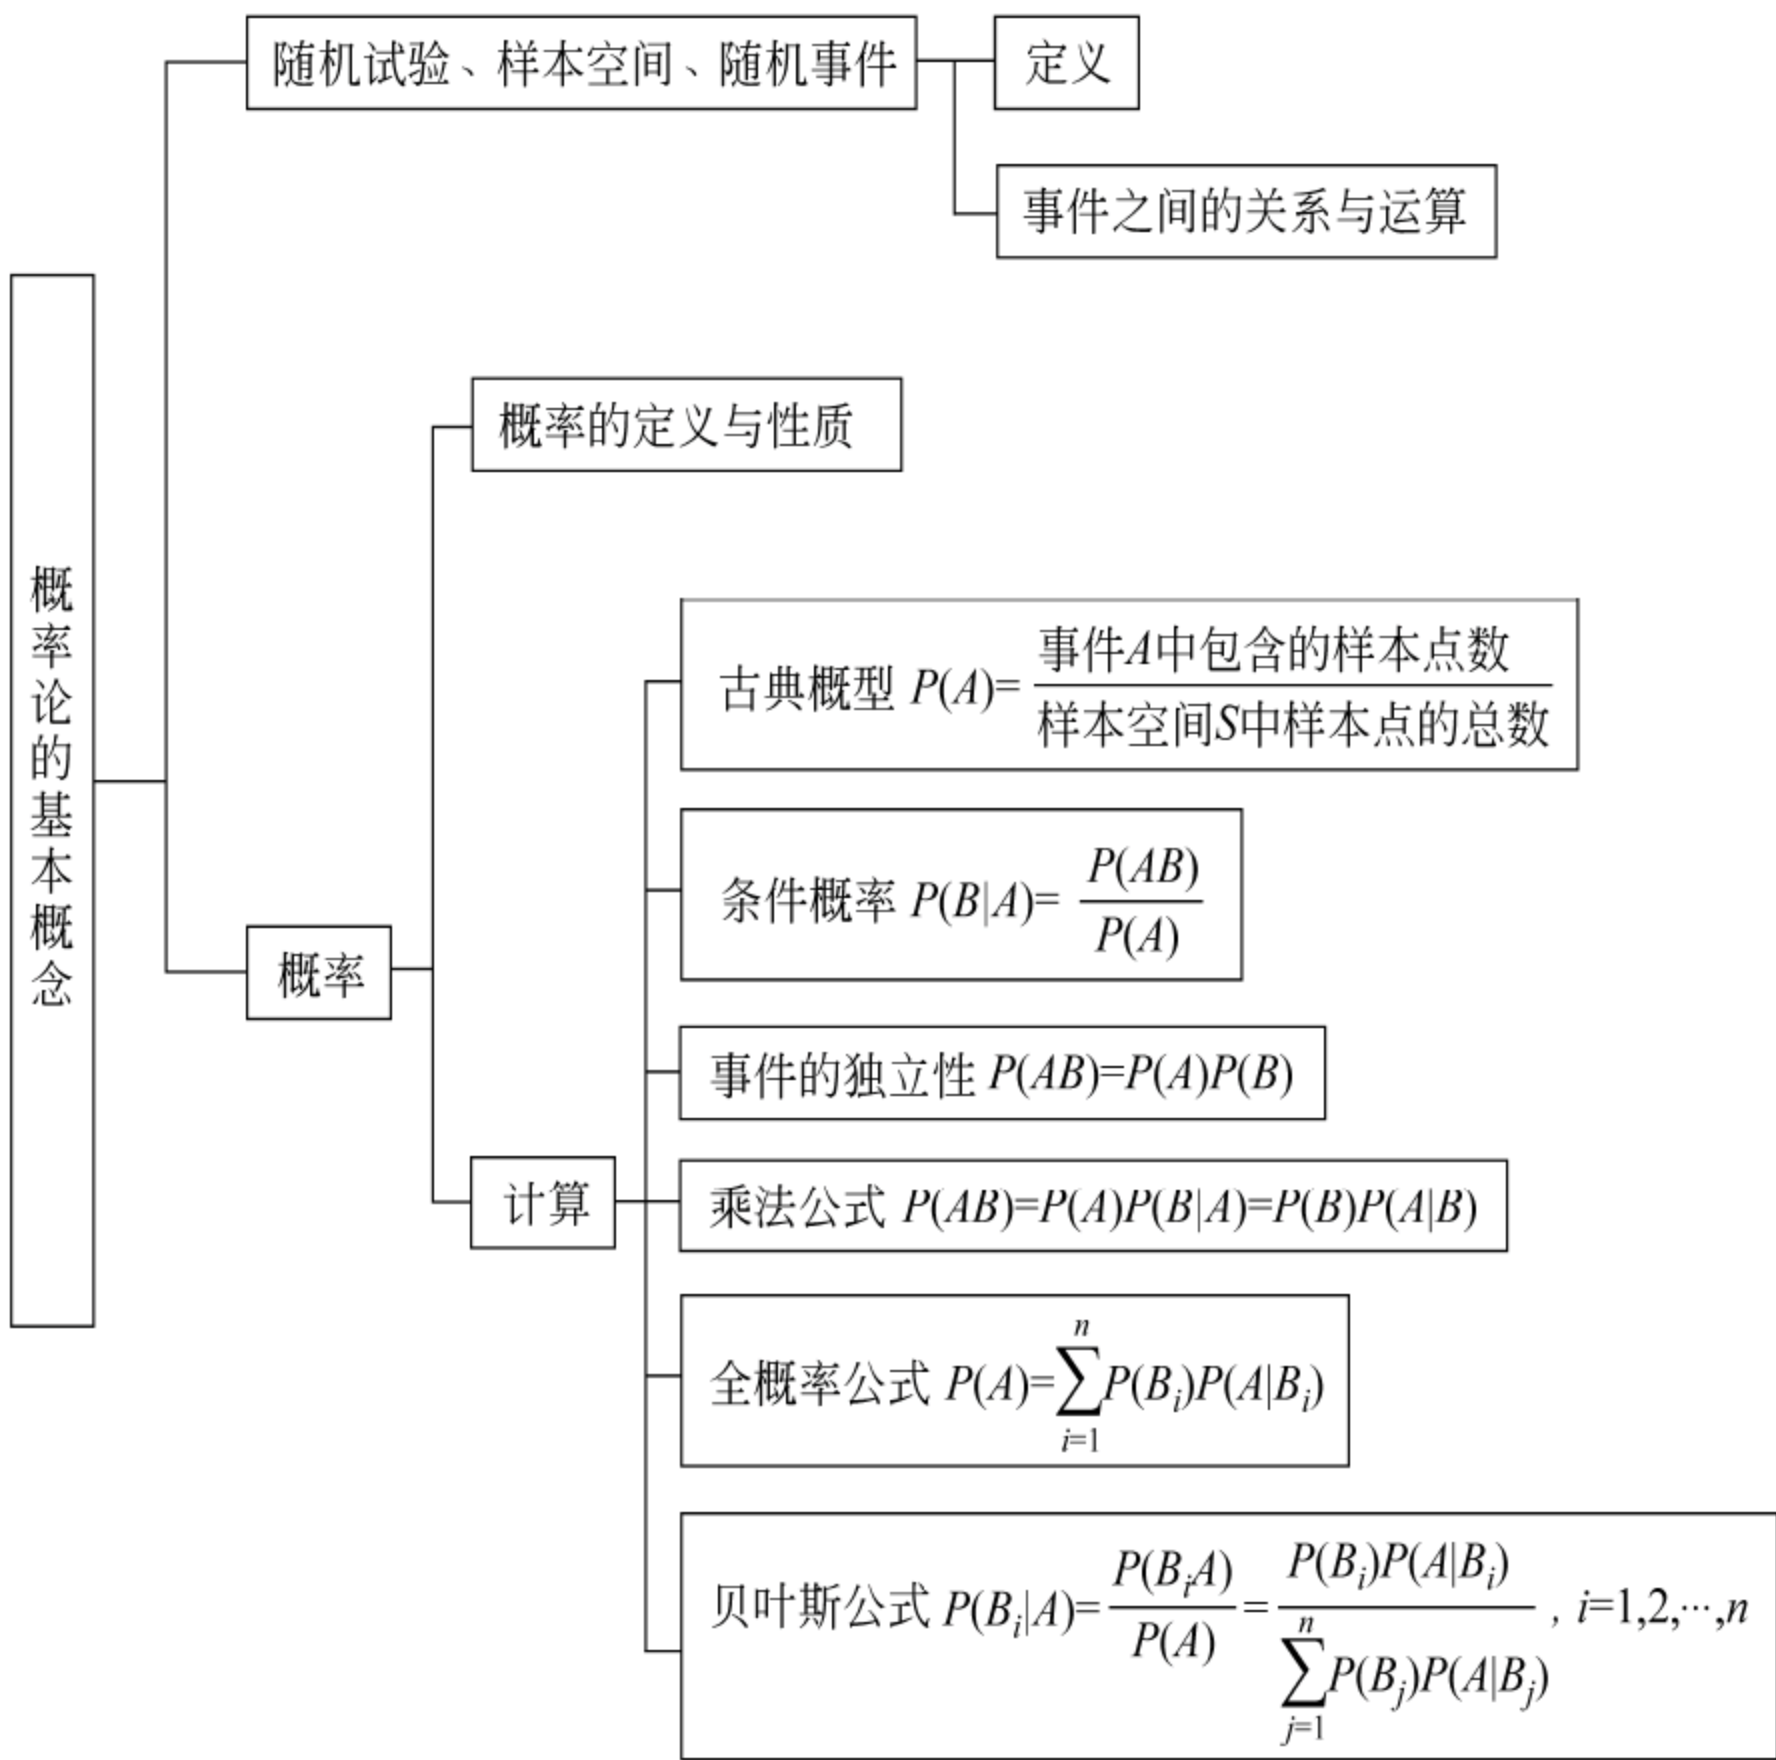 随机试验、样本空间、随机事件
定义
事件之间的关系与运算
概率论的基本概念
概率的定义与性质
概率
计算
古典概型 P(A)= 事件A中包含的样本点数 / 样本空间S中样本点的总数
条件概率 P(B|A)= P(AB) / P(A)
事件的独立性 P(AB)=P(A)P(B)
乘法公式 P(AB)=P(A)P(B|A)=P(B)P(A|B)
全概率公式 P(A)=∑_{i=1}^{n} P(B_i)P(A|B_i)
贝叶斯公式 P(B_i|A)= P(B_iA) / P(A) = P(B_i)P(A|B_i) / ∑_{j=1}^{n} P(B_j)P(A|B_j) , i=1,2,⋯,n